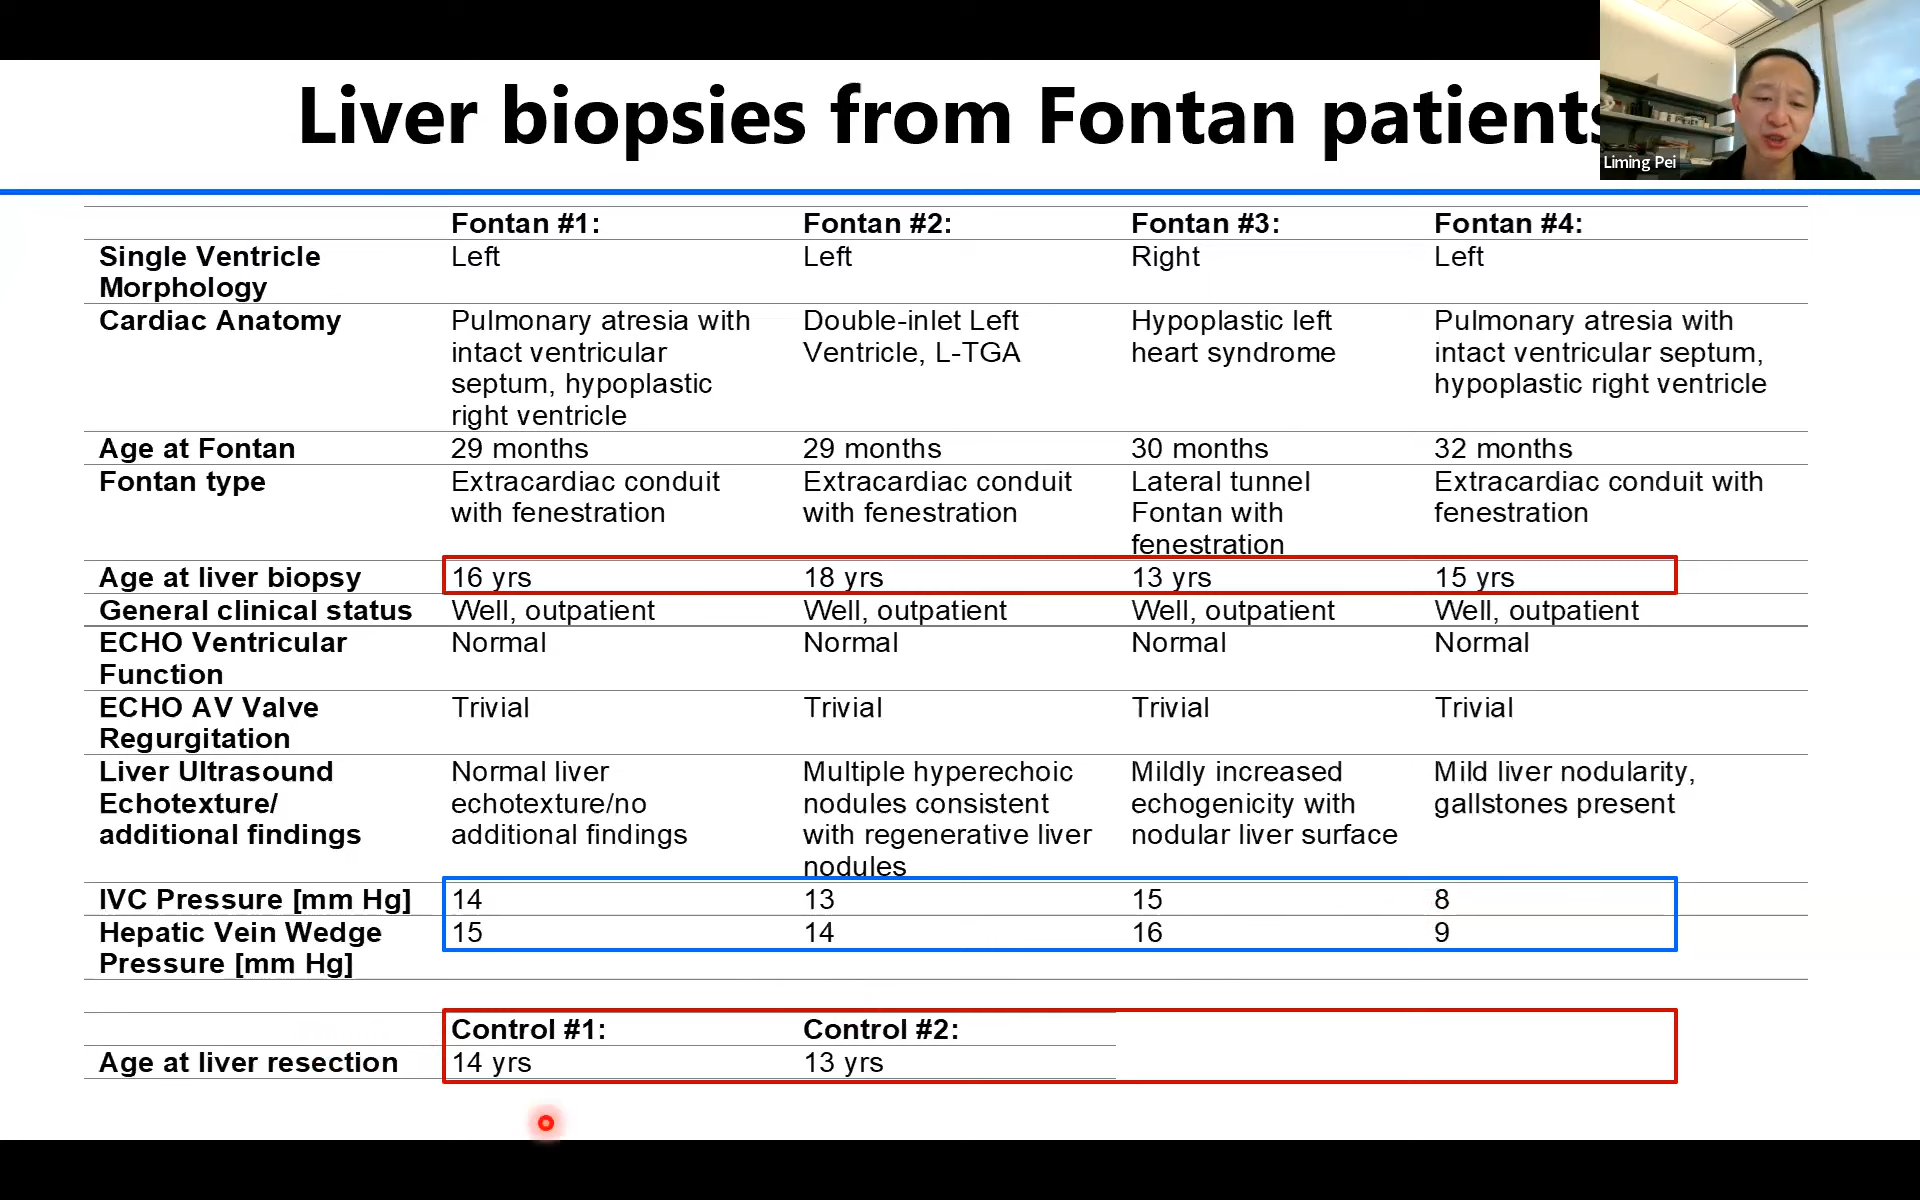 Liver biopsies from Fontan patients
Liming Pei
Fontan #1: Fontan #2: Fontan #3: Fontan #4:
Single Ventricle Left Left Right Left
Morphology
Cardiac Anatomy Pulmonary atresia with Double-inlet Left Hypoplastic left Pulmonary atresia with
intact ventricular Ventricle, L-TGA heart syndrome intact ventricular septum,
septum, hypoplastic hypoplastic right ventricle
right ventricle
Age at Fontan 29 months 29 months 30 months 32 months
Fontan type Extracardiac conduit Extracardiac conduit Lateral tunnel Extracardiac conduit with
with fenestration with fenestration Fontan with fenestration
fenestration
Age at liver biopsy 16 yrs 18 yrs 13 yrs 15 yrs
General clinical status Well, outpatient Well, outpatient Well, outpatient Well, outpatient
ECHO Ventricular Normal Normal Normal Normal
Function
ECHO AV Valve Trivial Trivial Trivial Trivial
Regurgitation
Liver Ultrasound Normal liver Multiple hyperechoic Mildly increased Mild liver nodularity,
Echotexture/ echotexture/no nodules consistent echogenicity with gallstones present
additional findings additional findings with regenerative liver nodular liver surface
nodules
IVC Pressure [mm Hg] 14 13 15 8
Hepatic Vein Wedge 15 14 16 9
Pressure [mm Hg]
Control #1: Control #2:
Age at liver resection 14 yrs 13 yrs